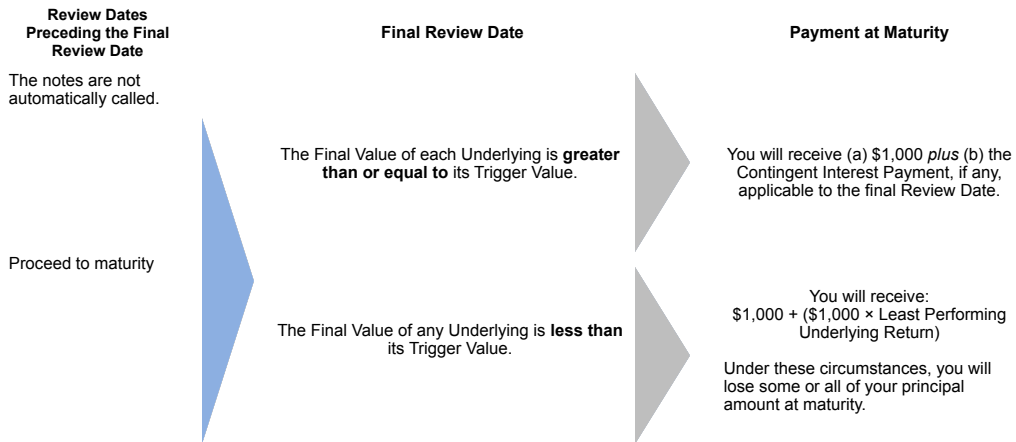 Review Dates
Preceding the Final
Review Date
Final Review Date
Payment at Maturity
The notes are not
automatically called.
Proceed to maturity
The Final Value of each Underlying is greater
than or equal to its Trigger Value.
You will receive (a) $1,000 plus (b) the
Contingent Interest Payment, if any,
applicable to the final Review Date.
The Final Value of any Underlying is less than
its Trigger Value.
You will receive:
$1,000 + ($1,000 × Least Performing
Underlying Return)
Under these circumstances, you will
lose some or all of your principal
amount at maturity.